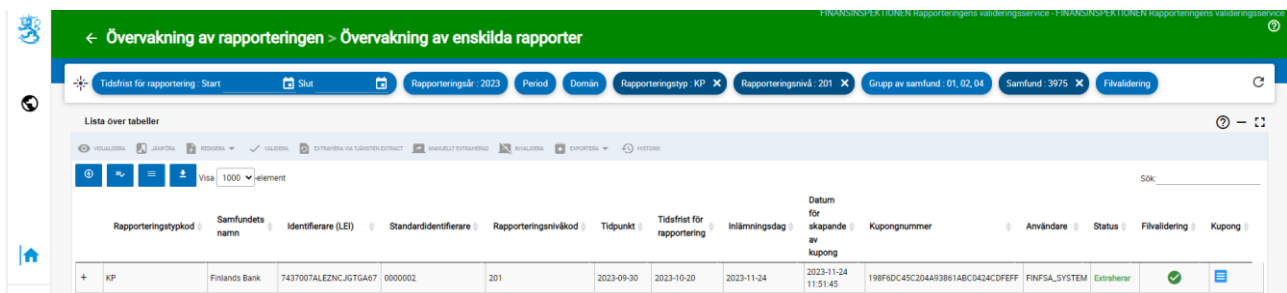 FINANSINSPEKTIONEN Rapporteringens valideringsservice - FINANSINSPEKTIONEN Rapporteringens valideringsservice
← Övervakning av rapporteringen > Övervakning av enskilda rapporter
Tidsfrist för rapportering : Start Slut Rapporteringsår : 2023 Period Domän Rapporteringstyp : KP ✕ Rapporteringsnivå : 201 ✕ Grupp av samfund : 01, 02, 04 Samfund : 3975 ✕ Filvalidering
Lista över tabeller
VISUALISERA JÄMFÖRA REDIGERA VALIDERA EXTRAHERA VIA TJÄNSTEN EXTRACT MANUELLT EXTRAHERAD INVALIDERA EXPORTERA HISTORIK
Visa 1000 -element Sök:
Datum
för
Rapporteringstypkod Samfundets namn Identifierare (LEI) Standardidentifierare Rapporteringsnivåkod Tidpunkt Tidsfrist för rapportering Inlämningsdag skapande Kupongnummer Användare Status Filvalidering Kupong
av
kupong
+ KP Finlands Bank 7437007ALEZNCJGTGA67 0000002 201 2023-09-30 2023-10-20 2023-11-24 2023-11-24 11:51:45 198F6DC45C204A93861ABC0424CDFEFF FINFSA_SYSTEM Extraherar